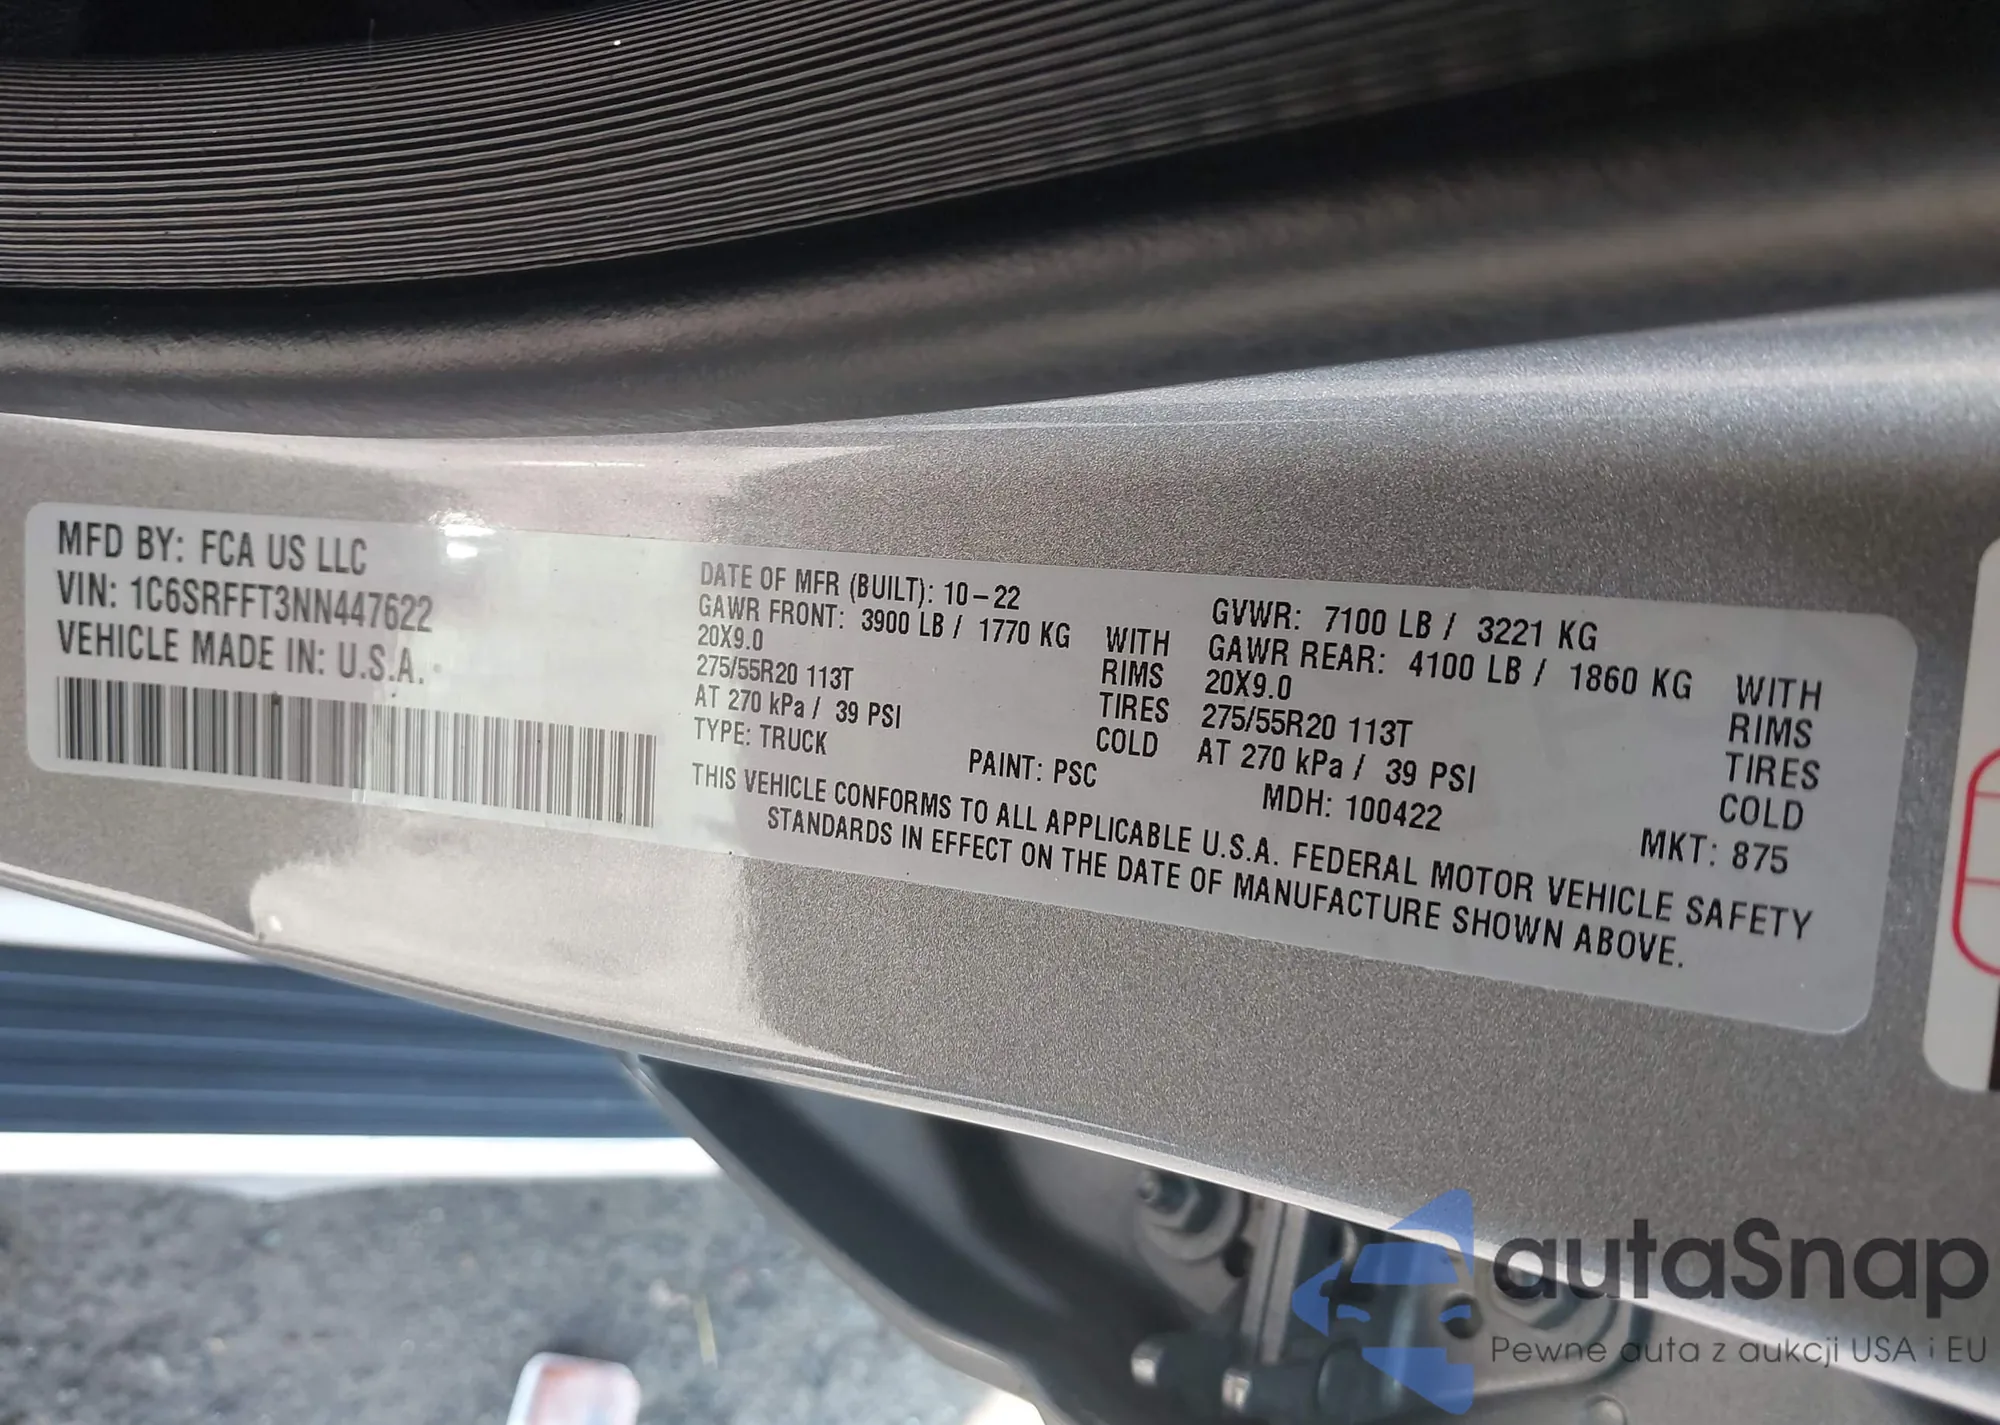 MFD BY: FCA US LLC
VIN: 1C6SRFFT3NN447622
VEHICLE MADE IN: U.S.A.
DATE OF MFR (BUILT): 10-22
GAWR FRONT: 3900 LB / 1770 KG WITH
20X9.0 RIMS
275/55R20 113T TIRES
AT 270 kPa / 39 PSI COLD
TYPE: TRUCK
PAINT: PSC
GVWR: 7100 LB / 3221 KG
GAWR REAR: 4100 LB / 1860 KG WITH
20X9.0 RIMS
275/55R20 113T TIRES
AT 270 kPa / 39 PSI COLD
MDH: 100422
MKT: 875
THIS VEHICLE CONFORMS TO ALL APPLICABLE U.S.A. FEDERAL MOTOR VEHICLE SAFETY
STANDARDS IN EFFECT ON THE DATE OF MANUFACTURE SHOWN ABOVE.
autaSnap
Pewne auta z aukcji USA i EU